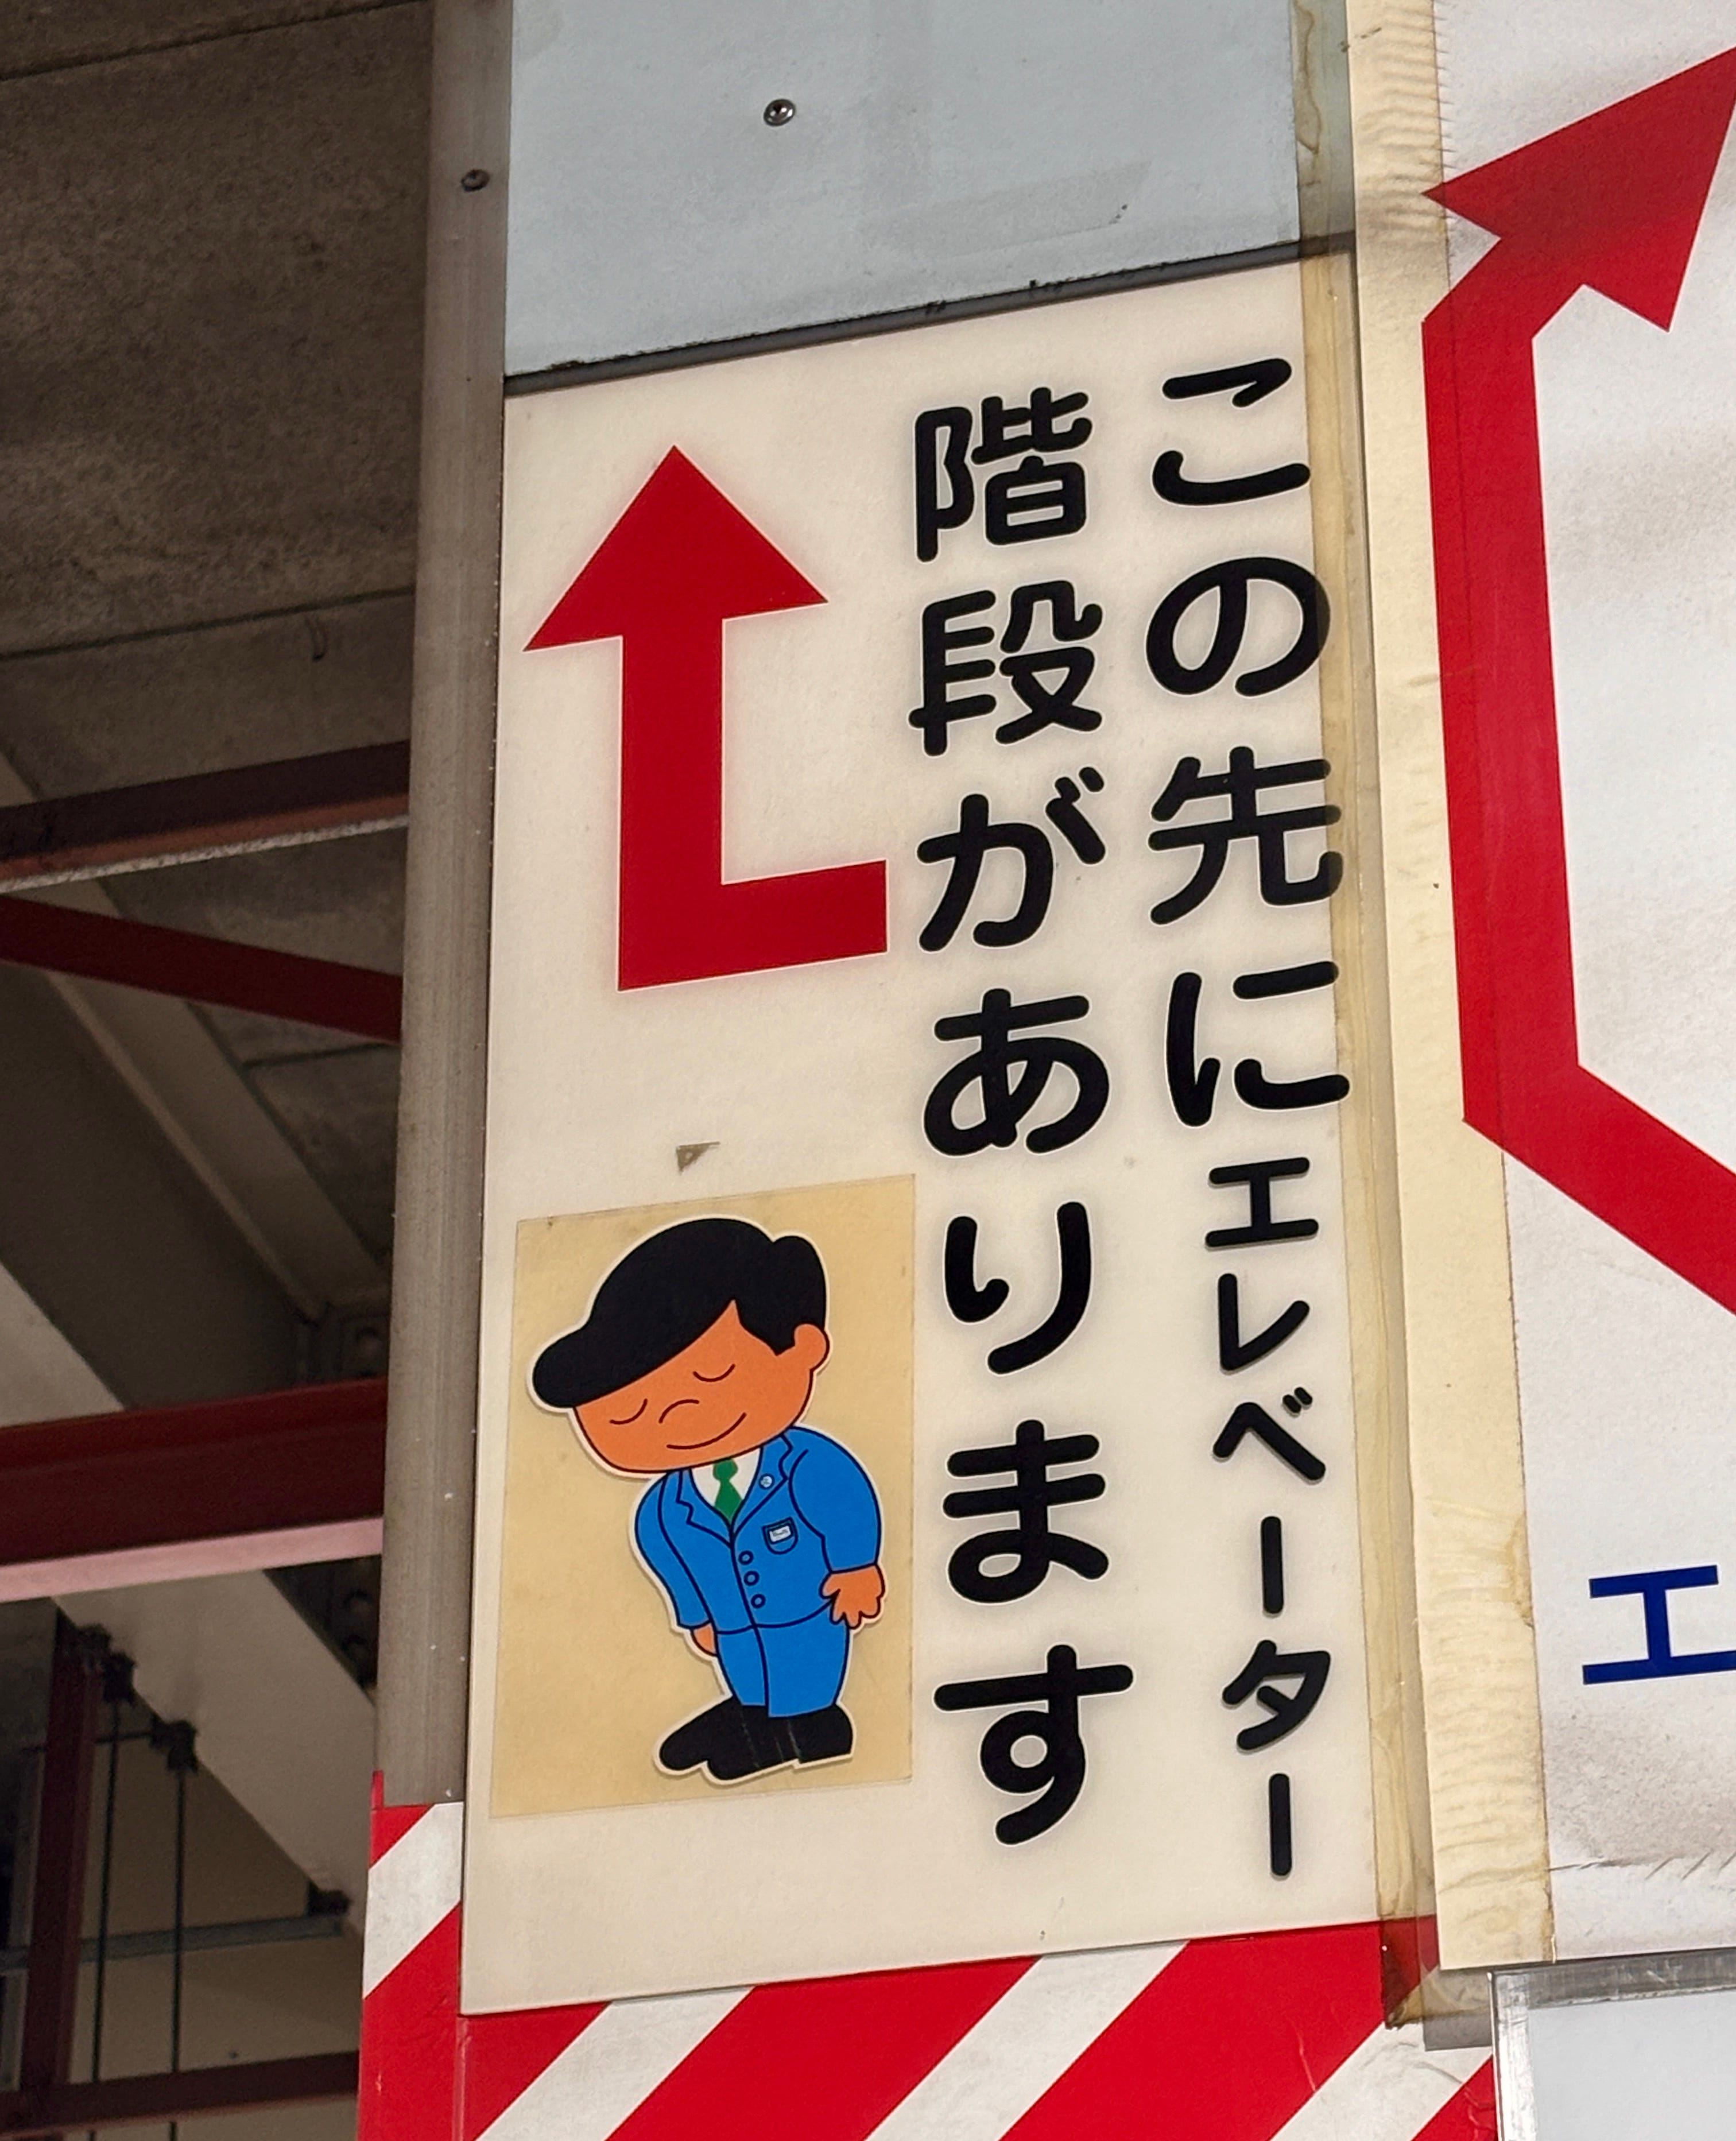 この先にエレベーター
階段があります
エ